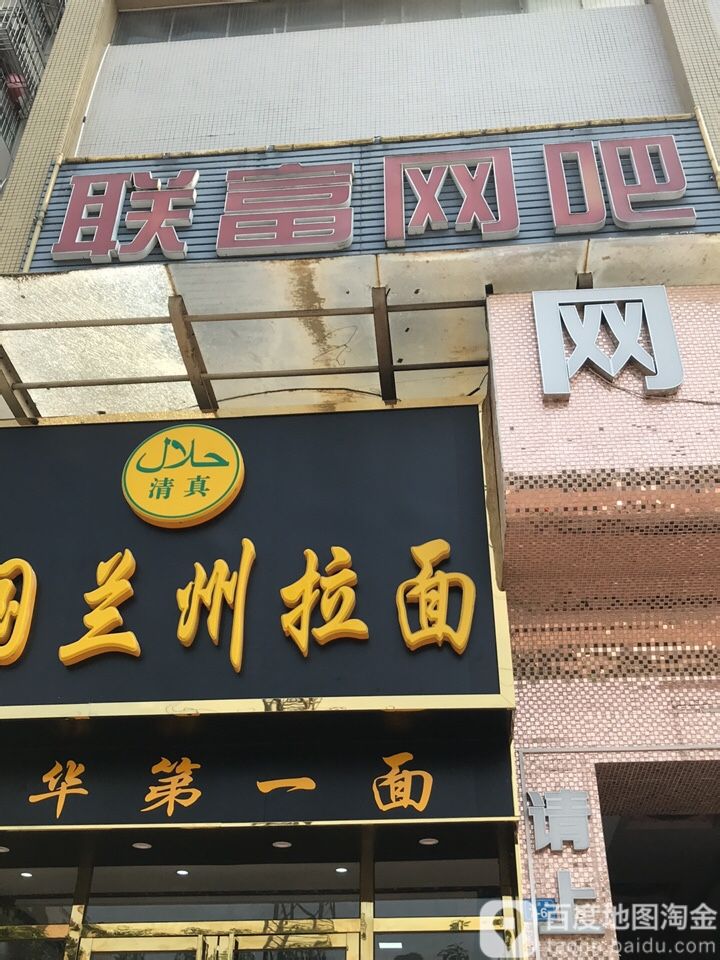 联富网吧
网
حلال
清真
兰州拉面
华第一面
请上
百度地图淘金